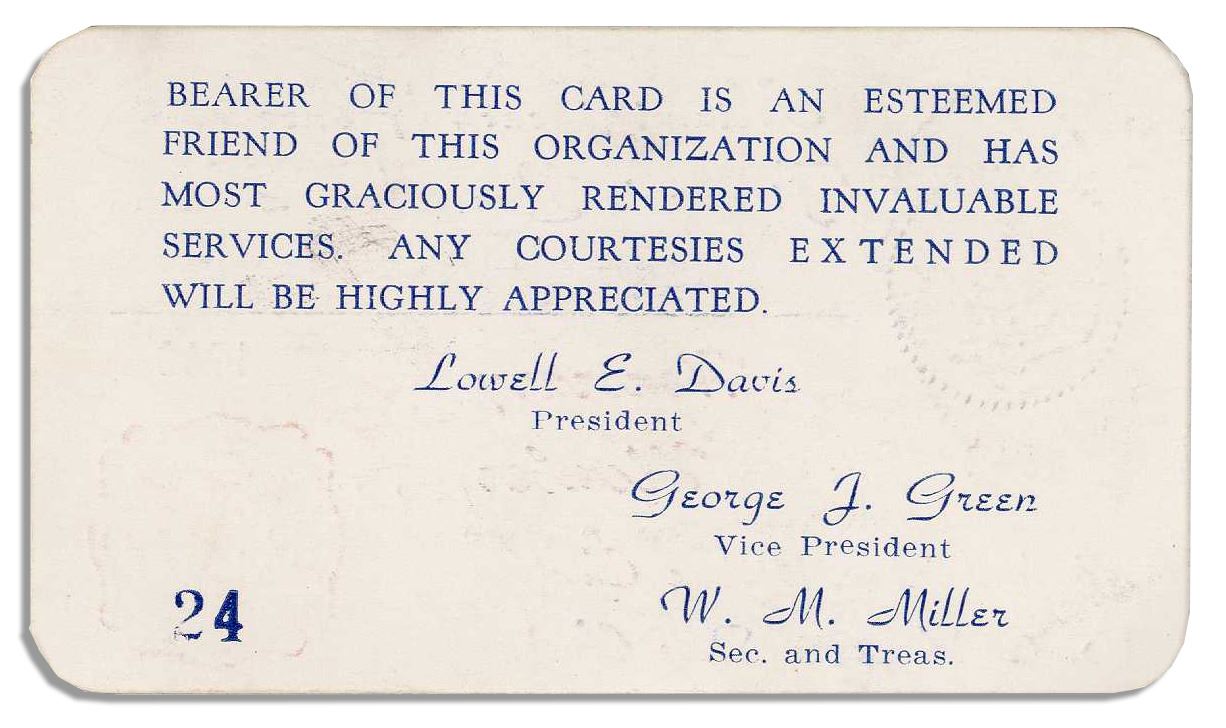 BEARER OF THIS CARD IS AN ESTEEMED
FRIEND OF THIS ORGANIZATION AND HAS
MOST GRACIOUSLY RENDERED INVALUABLE
SERVICES. ANY COURTESIES EXTENDED
WILL BE HIGHLY APPRECIATED.
Lowell E. Davis
President
George J. Green
Vice President
W. M. Miller
Sec. and Treas.
24